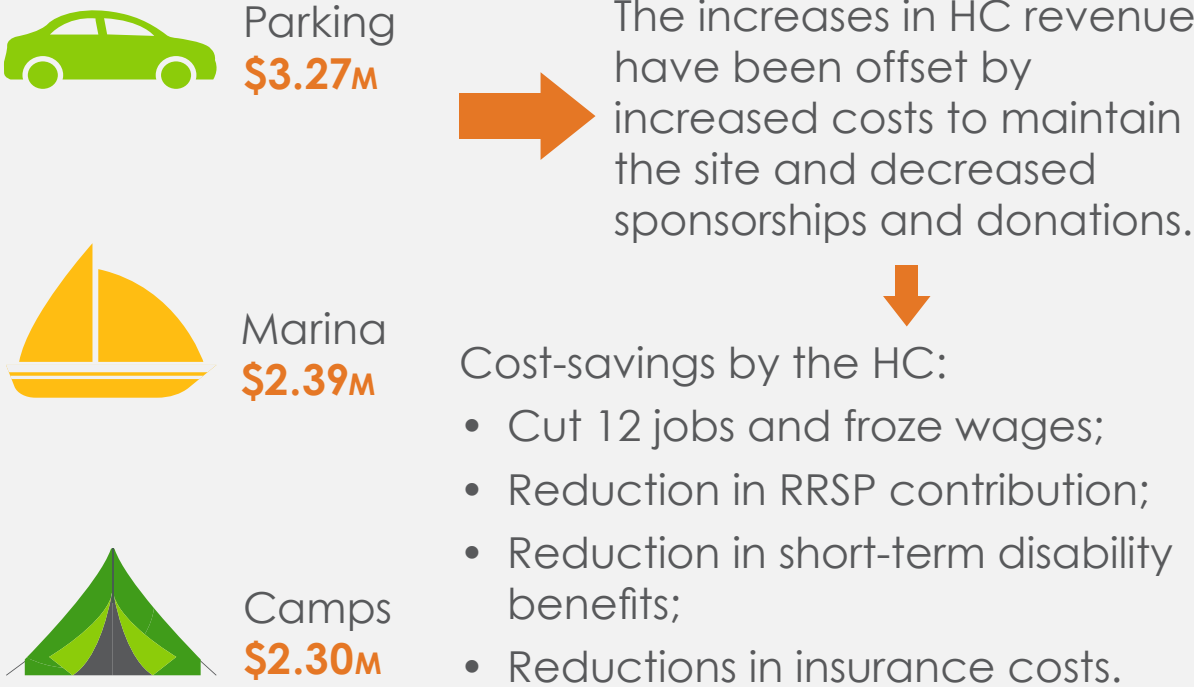 Parking
$3.27M
Marina
$2.39M
Camps
$2.30M
The increases in HC revenue
have been offset by
increased costs to maintain
the site and decreased
sponsorships and donations.
Cost-savings by the HC:
• Cut 12 jobs and froze wages;
• Reduction in RRSP contribution;
• Reduction in short-term disability
benefits;
• Reductions in insurance costs.